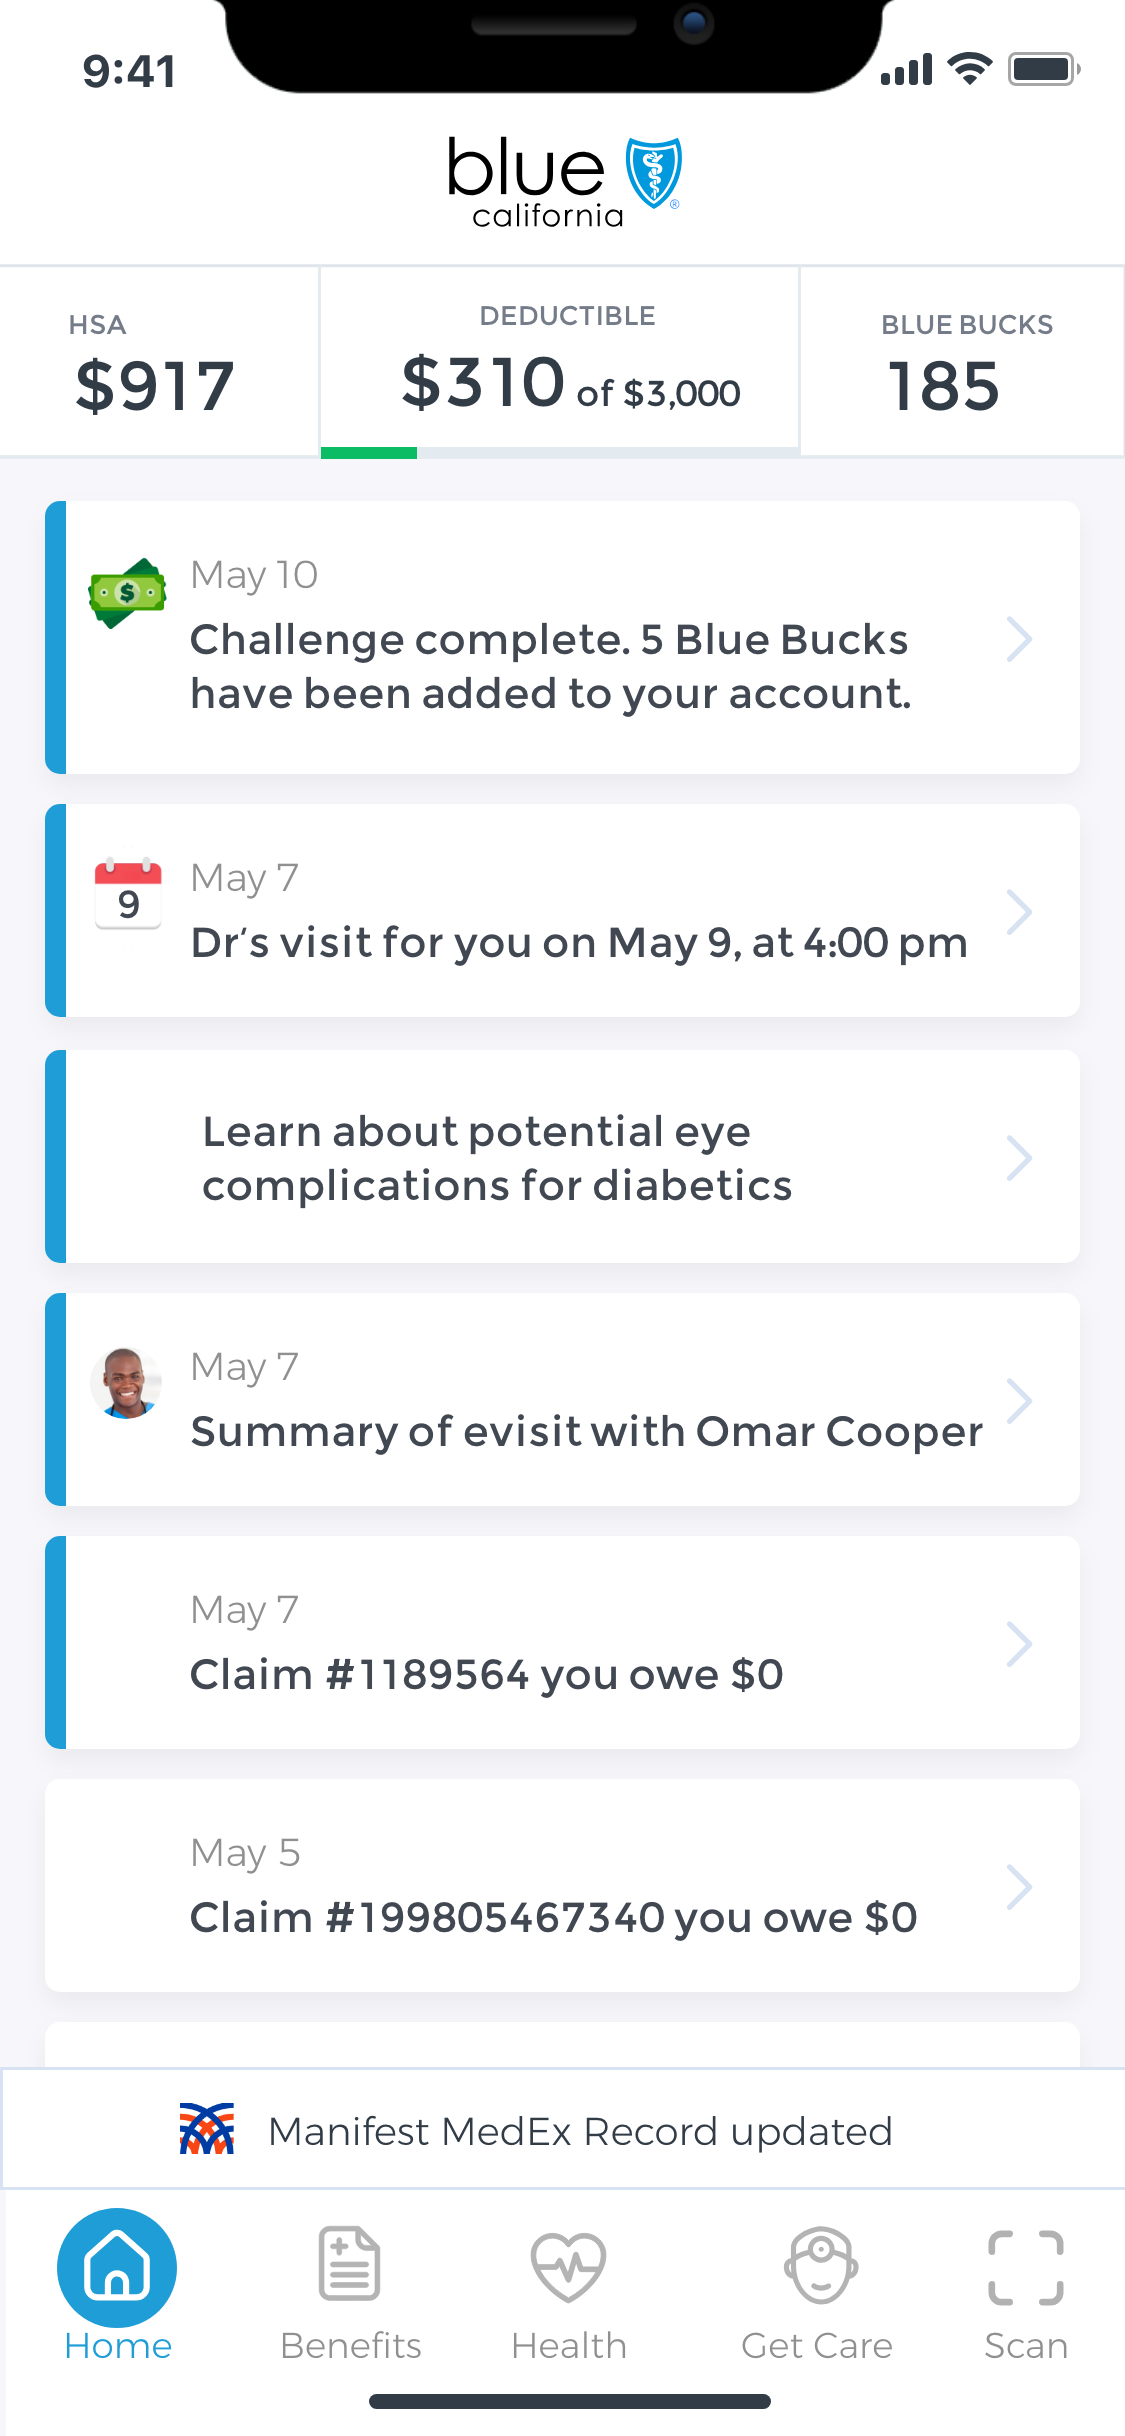 9:41
blue
california
®
HSA
$917
DEDUCTIBLE
$310 of $3,000
BLUE BUCKS
185
May 10
Challenge complete. 5 Blue Bucks
have been added to your account.
9
May 7
Dr’s visit for you on May 9, at 4:00 pm
Learn about potential eye
complications for diabetics
May 7
Summary of evisit with Omar Cooper
May 7
Claim #1189564 you owe $0
May 5
Claim #199805467340 you owe $0
Manifest MedEx Record updated
Home
Benefits
Health
Get Care
Scan